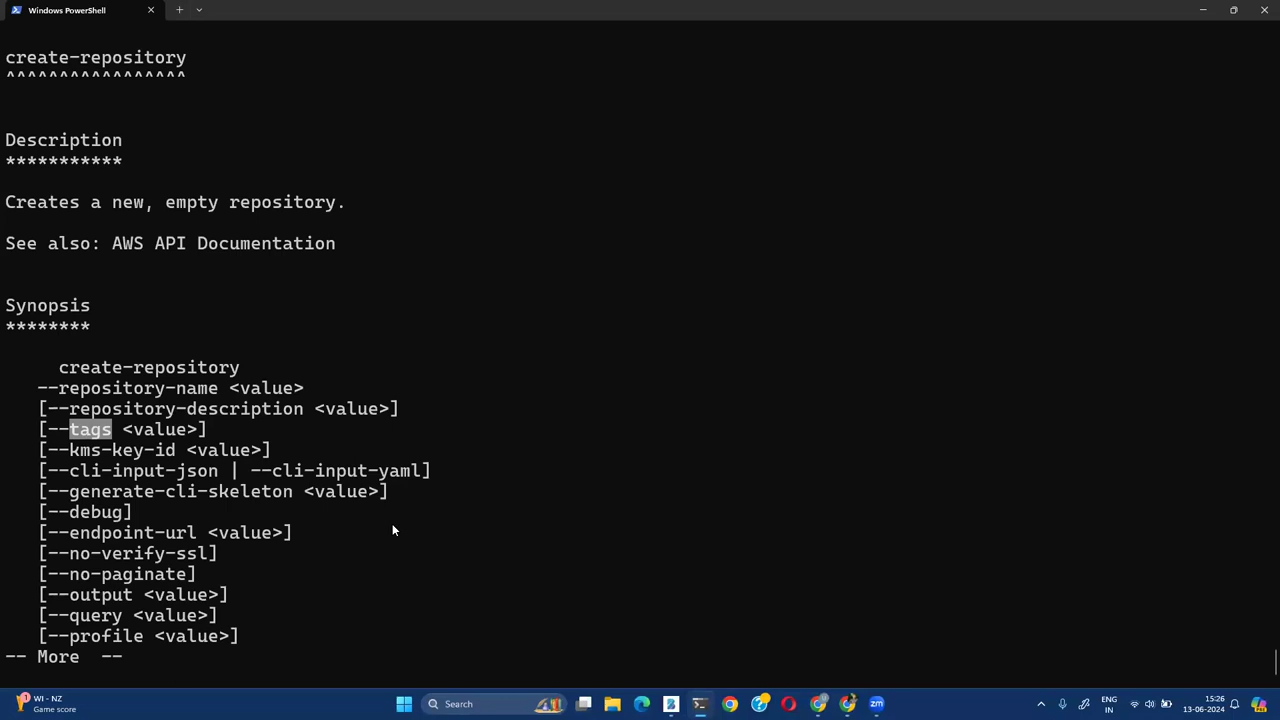 Windows PowerShell
create-repository
^^^^^^^^^^^^^^^^^
Description
***********
Creates a new, empty repository.
See also: AWS API Documentation
Synopsis
********
create-repository
--repository-name <value>
[--repository-description <value>]
[--tags <value>]
[--kms-key-id <value>]
[--cli-input-json | --cli-input-yaml]
[--generate-cli-skeleton <value>]
[--debug]
[--endpoint-url <value>]
[--no-verify-ssl]
[--no-paginate]
[--output <value>]
[--query <value>]
[--profile <value>]
-- More  --
WI - NZ
Game score
1
Search
ENG
IN
15:26
13-06-2024